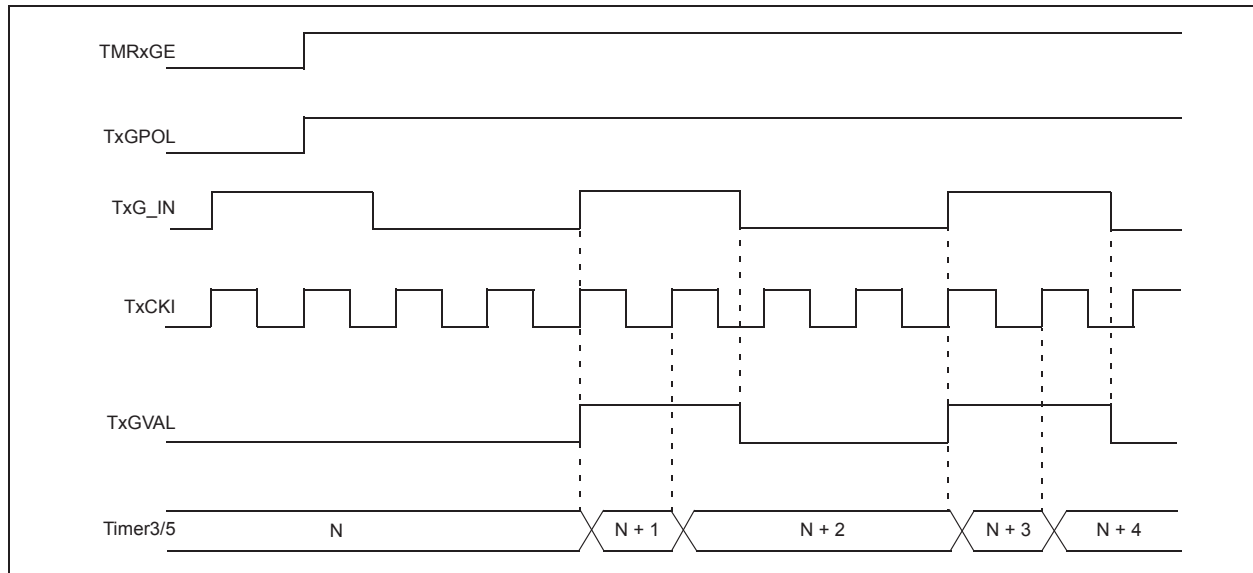 TMRxGE
TxGPOL
TxG_IN
TxCKI
TxGVAL
Timer3/5 N N + 1 N + 2 N + 3 N + 4